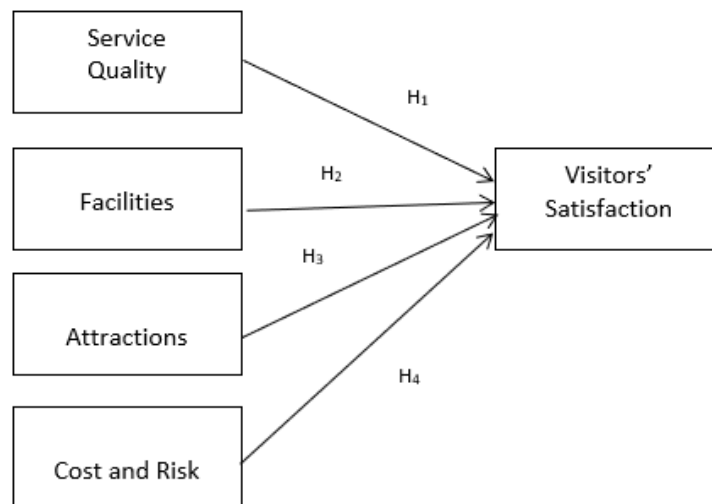 Service
Quality
H₁
Facilities
H₂
Visitors'
Satisfaction
H₃
Attractions
H₄
Cost and Risk